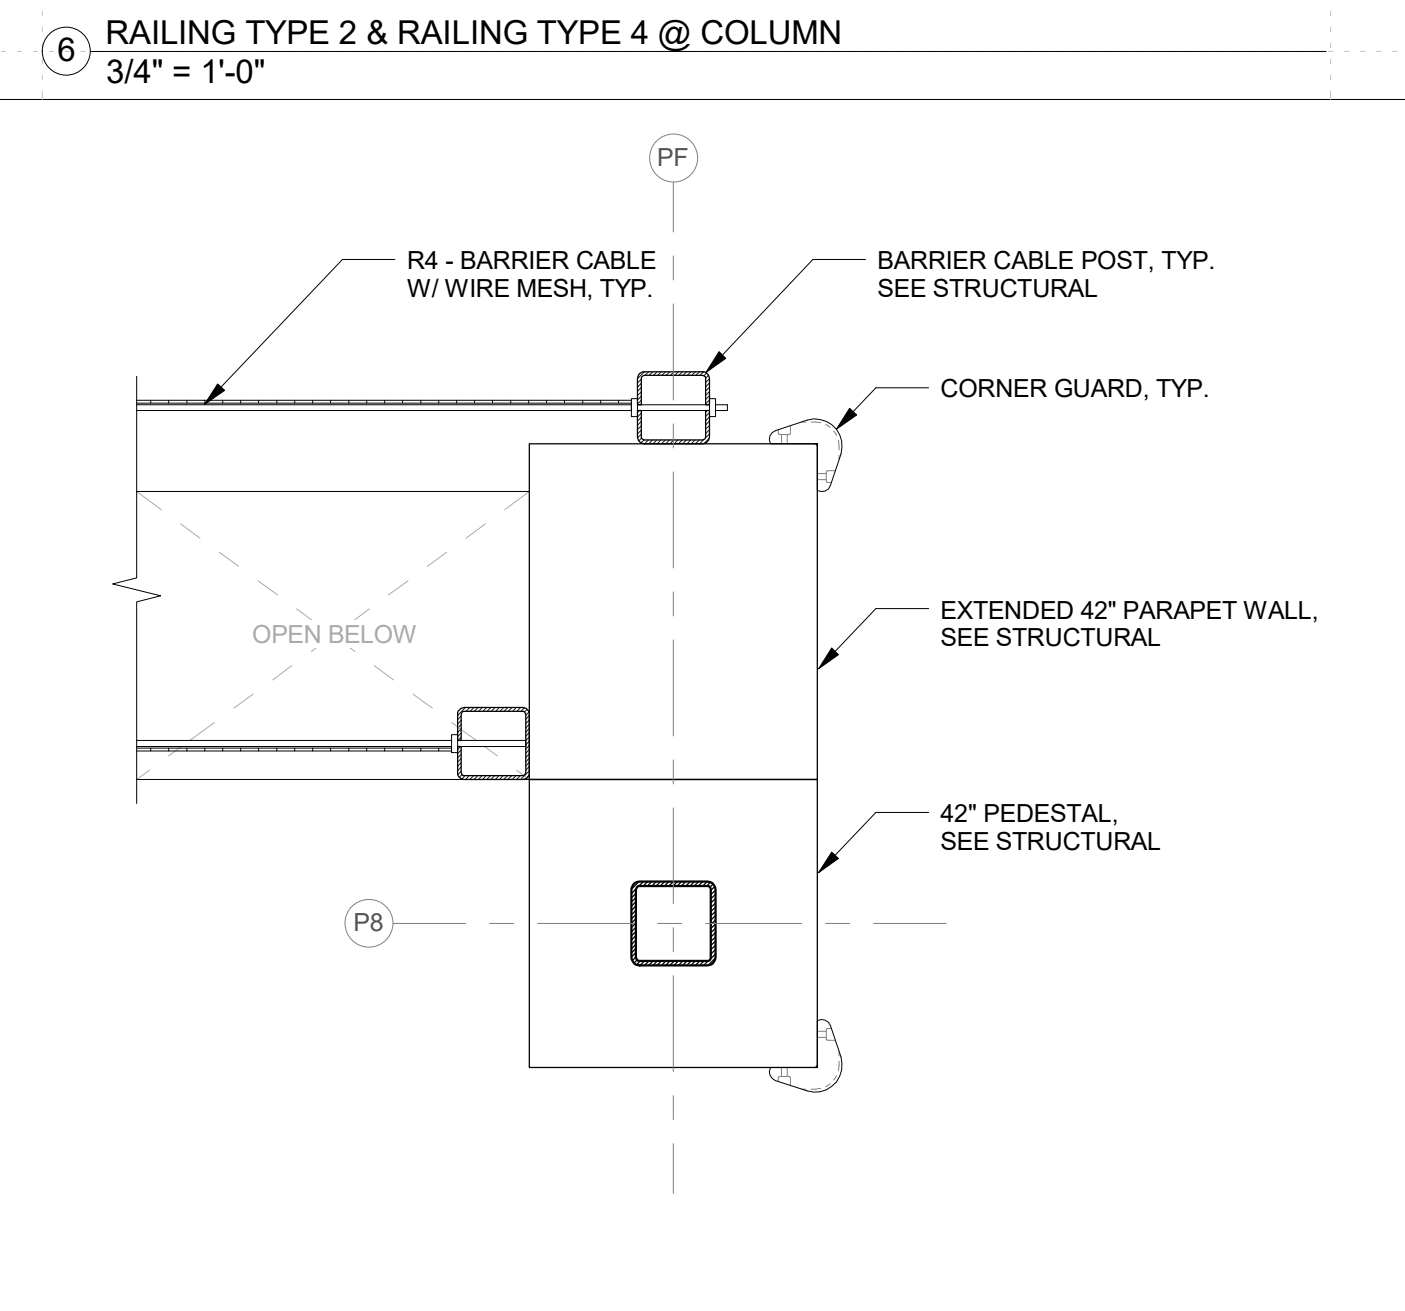 6
RAILING TYPE 2 & RAILING TYPE 4 @ COLUMN
3/4" = 1'-0"
PF
R4 - BARRIER CABLE
W/ WIRE MESH, TYP.
BARRIER CABLE POST, TYP.
SEE STRUCTURAL
CORNER GUARD, TYP.
EXTENDED 42" PARAPET WALL,
SEE STRUCTURAL
OPEN BELOW
42" PEDESTAL,
SEE STRUCTURAL
P8